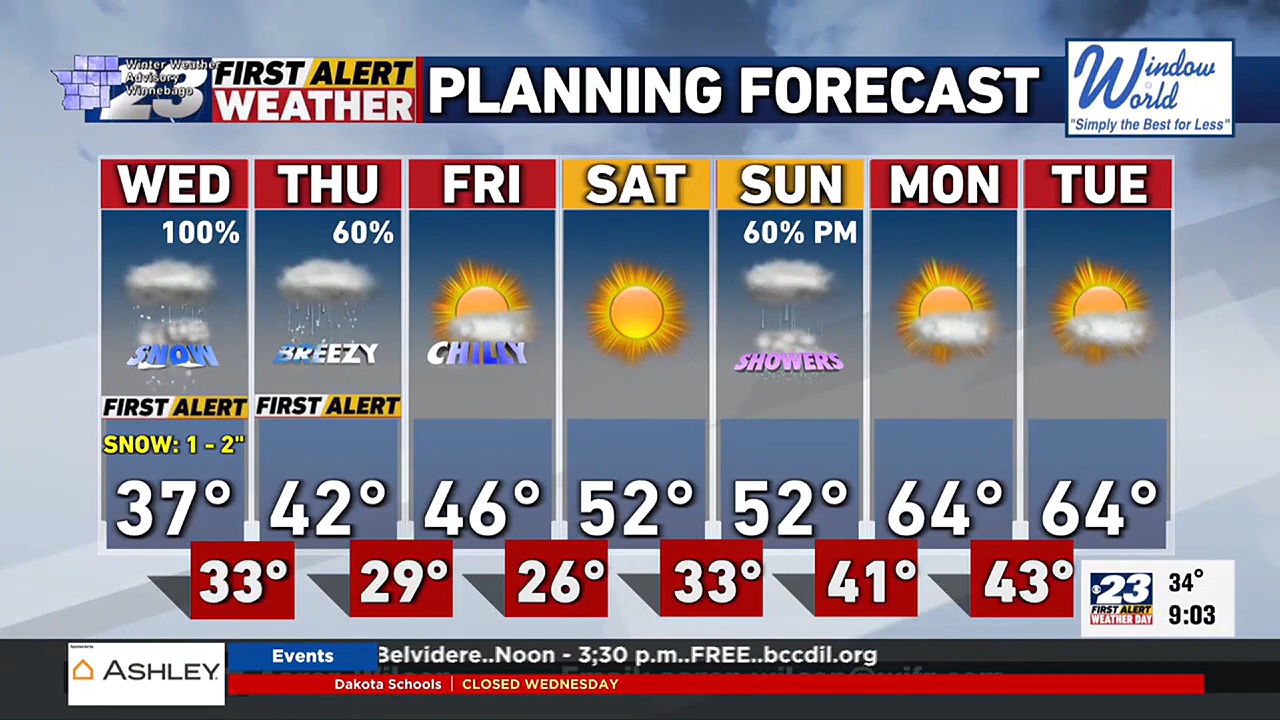 Winter Weather
Advisory
Winnebago
23
FIRST ALERT
WEATHER
PLANNING FORECAST
Window
World
"Simply the Best for Less"
WED THU FRI SAT SUN MON TUE
100% 60% 60% PM
SNOW BREEZY CHILLY SHOWERS
FIRST ALERT FIRST ALERT
SNOW: 1 - 2"
37° 42° 46° 52° 52° 64° 64°
33° 29° 26° 33° 41° 43°
23
FIRST ALERT
WEATHER DAY
34°
9:03
Sponsored by
ASHLEY
Events
Belvidere..Noon - 3;30 p.m..FREE..bccdil.org
Dakota Schools | CLOSED WEDNESDAY